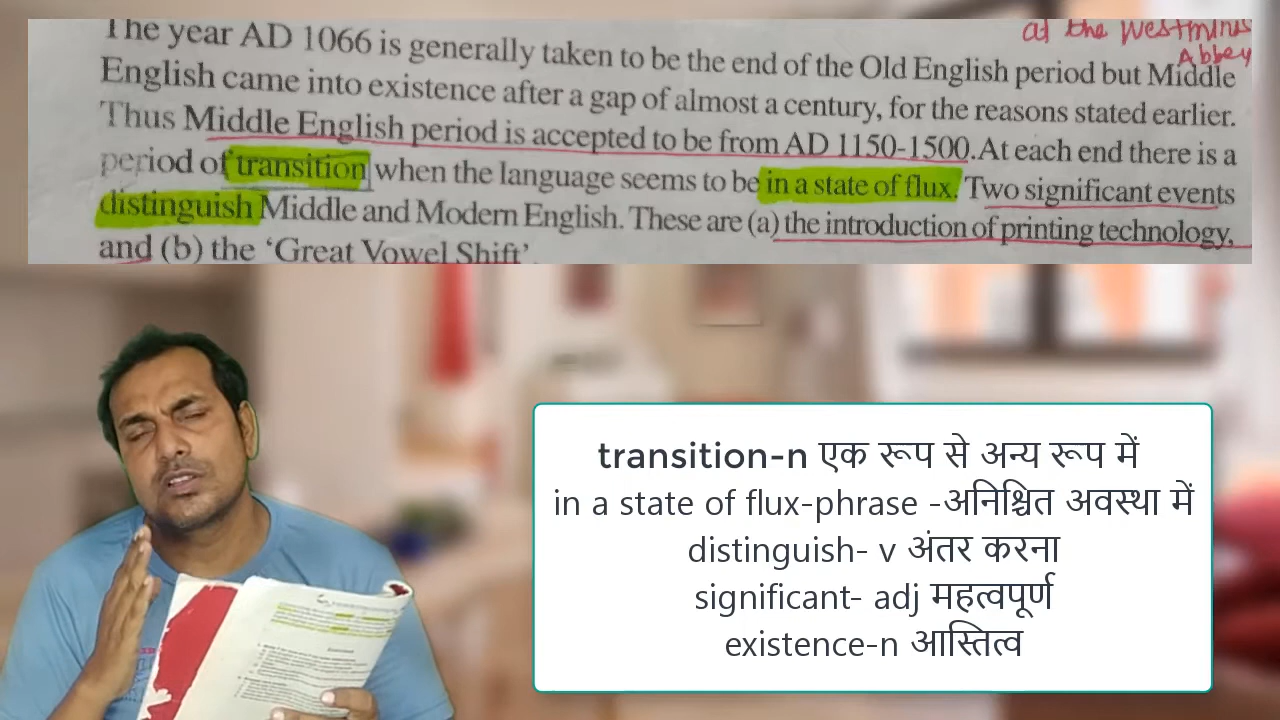 at the Westmins
Abbey
The year AD 1066 is generally taken to be the end of the Old English period but Middle
English came into existence after a gap of almost a century, for the reasons stated earlier.
Thus Middle English period is accepted to be from AD 1150-1500.At each end there is a
period of transition when the language seems to be in a state of flux. Two significant events
distinguish Middle and Modern English. These are (a) the introduction of printing technology,
and (b) the 'Great Vowel Shift'.
transition-n एक रूप से अन्य रूप में
in a state of flux-phrase -अनिश्चित अवस्था में
distinguish- v अंतर करना
significant- adj महत्वपूर्ण
existence-n आस्तित्व